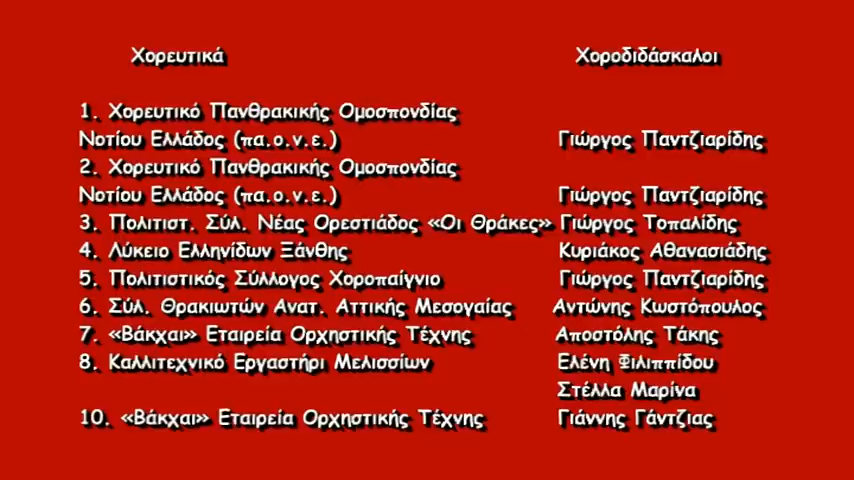 Χορευτικά Χοροδιδάσκαλοι
1. Χορευτικό Πανθρακικής Ομοσπονδίας
Νοτίου Ελλάδος (πα.ο.ν.ε.) Γιώργος Παντζιαρίδης
2. Χορευτικό Πανθρακικής Ομοσπονδίας
Νοτίου Ελλάδος (πα.ο.ν.ε.) Γιώργος Παντζιαρίδης
3. Πολιτιστ. Σύλ. Νέας Ορεστιάδος «Οι Θράκες» Γιώργος Τοπαλίδης
4. Λύκειο Ελληνίδων Ξάνθης Κυριάκος Αθανασιάδης
5. Πολιτιστικός Σύλλογος Χοροπαίγνιο Γιώργος Παντζιαρίδης
6. Σύλ. Θρακιωτών Ανατ. Αττικής Μεσογαίας Αντώνης Κωστόπουλος
7. «Βάκχαι» Εταιρεία Ορχηστικής Τέχνης Αποστόλης Τάκης
8. Καλλιτεχνικό Εργαστήρι Μελισσίων Ελένη Φιλιππίδου
Στέλλα Μαρίνα
10. «Βάκχαι» Εταιρεία Ορχηστικής Τέχνης Γιάννης Γάντζιας